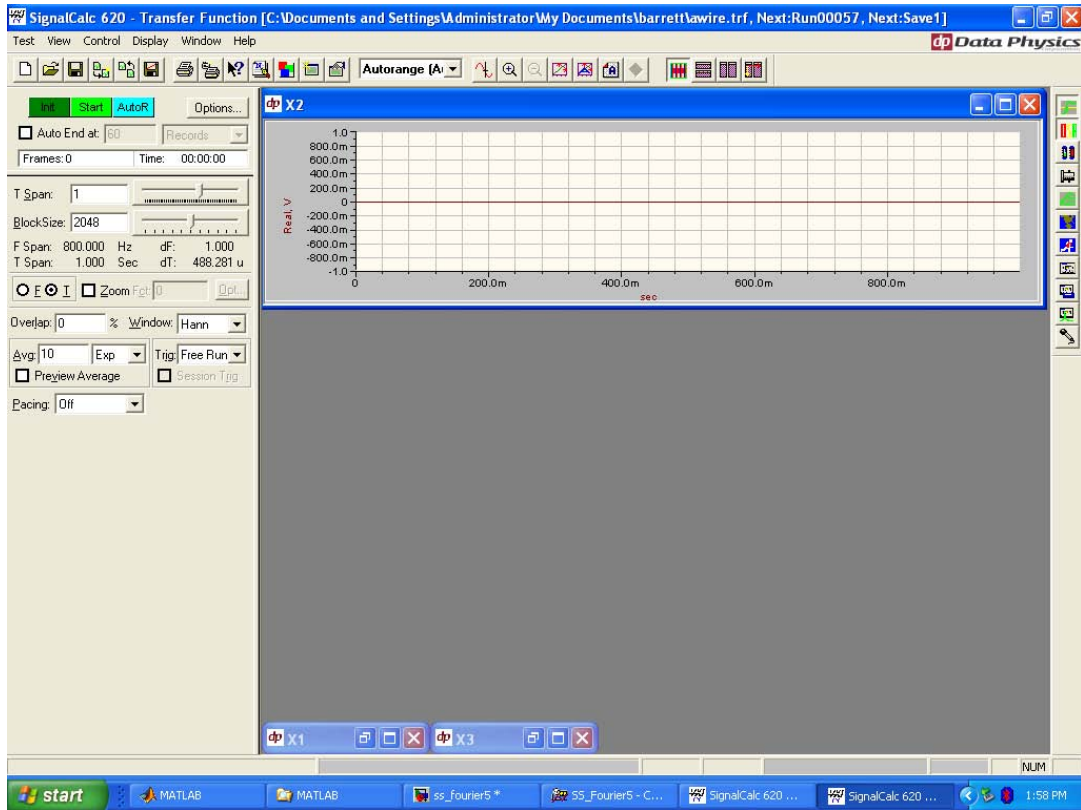 SignalCalc 620 - Transfer Function [C:\Documents and Settings\Administrator\My Documents\barrett\awire.trf, Next:Run00057, Next:Save1]
Test View Control Display Window Help
dp Data Physics
Autorange (A
Init Start AutoR Options...
Auto End at: 60 Records
Frames: 0 Time: 00:00:00
T Span: 1
BlockSize: 2048
F Span: 800.000 Hz dF: 1.000
T Span: 1.000 Sec dT: 488.281 u
F T Zoom Fct: 0 Opt..
Overlap: 0 % Window: Hann
Avg: 10 Exp Trig: Free Run
Preview Average Session Trig
Pacing: Off
dp X2
1.0
800.0m
600.0m
400.0m
200.0m
0
-200.0m
-400.0m
-600.0m
-800.0m
-1.0
Real, V
0 200.0m 400.0m 600.0m 800.0m
sec
dp X1 dp X3
NUM
start MATLAB MATLAB ss_fourier5 * SS_Fourier5 - C... SignalCalc 620 ... SignalCalc 620 ... 1:58 PM